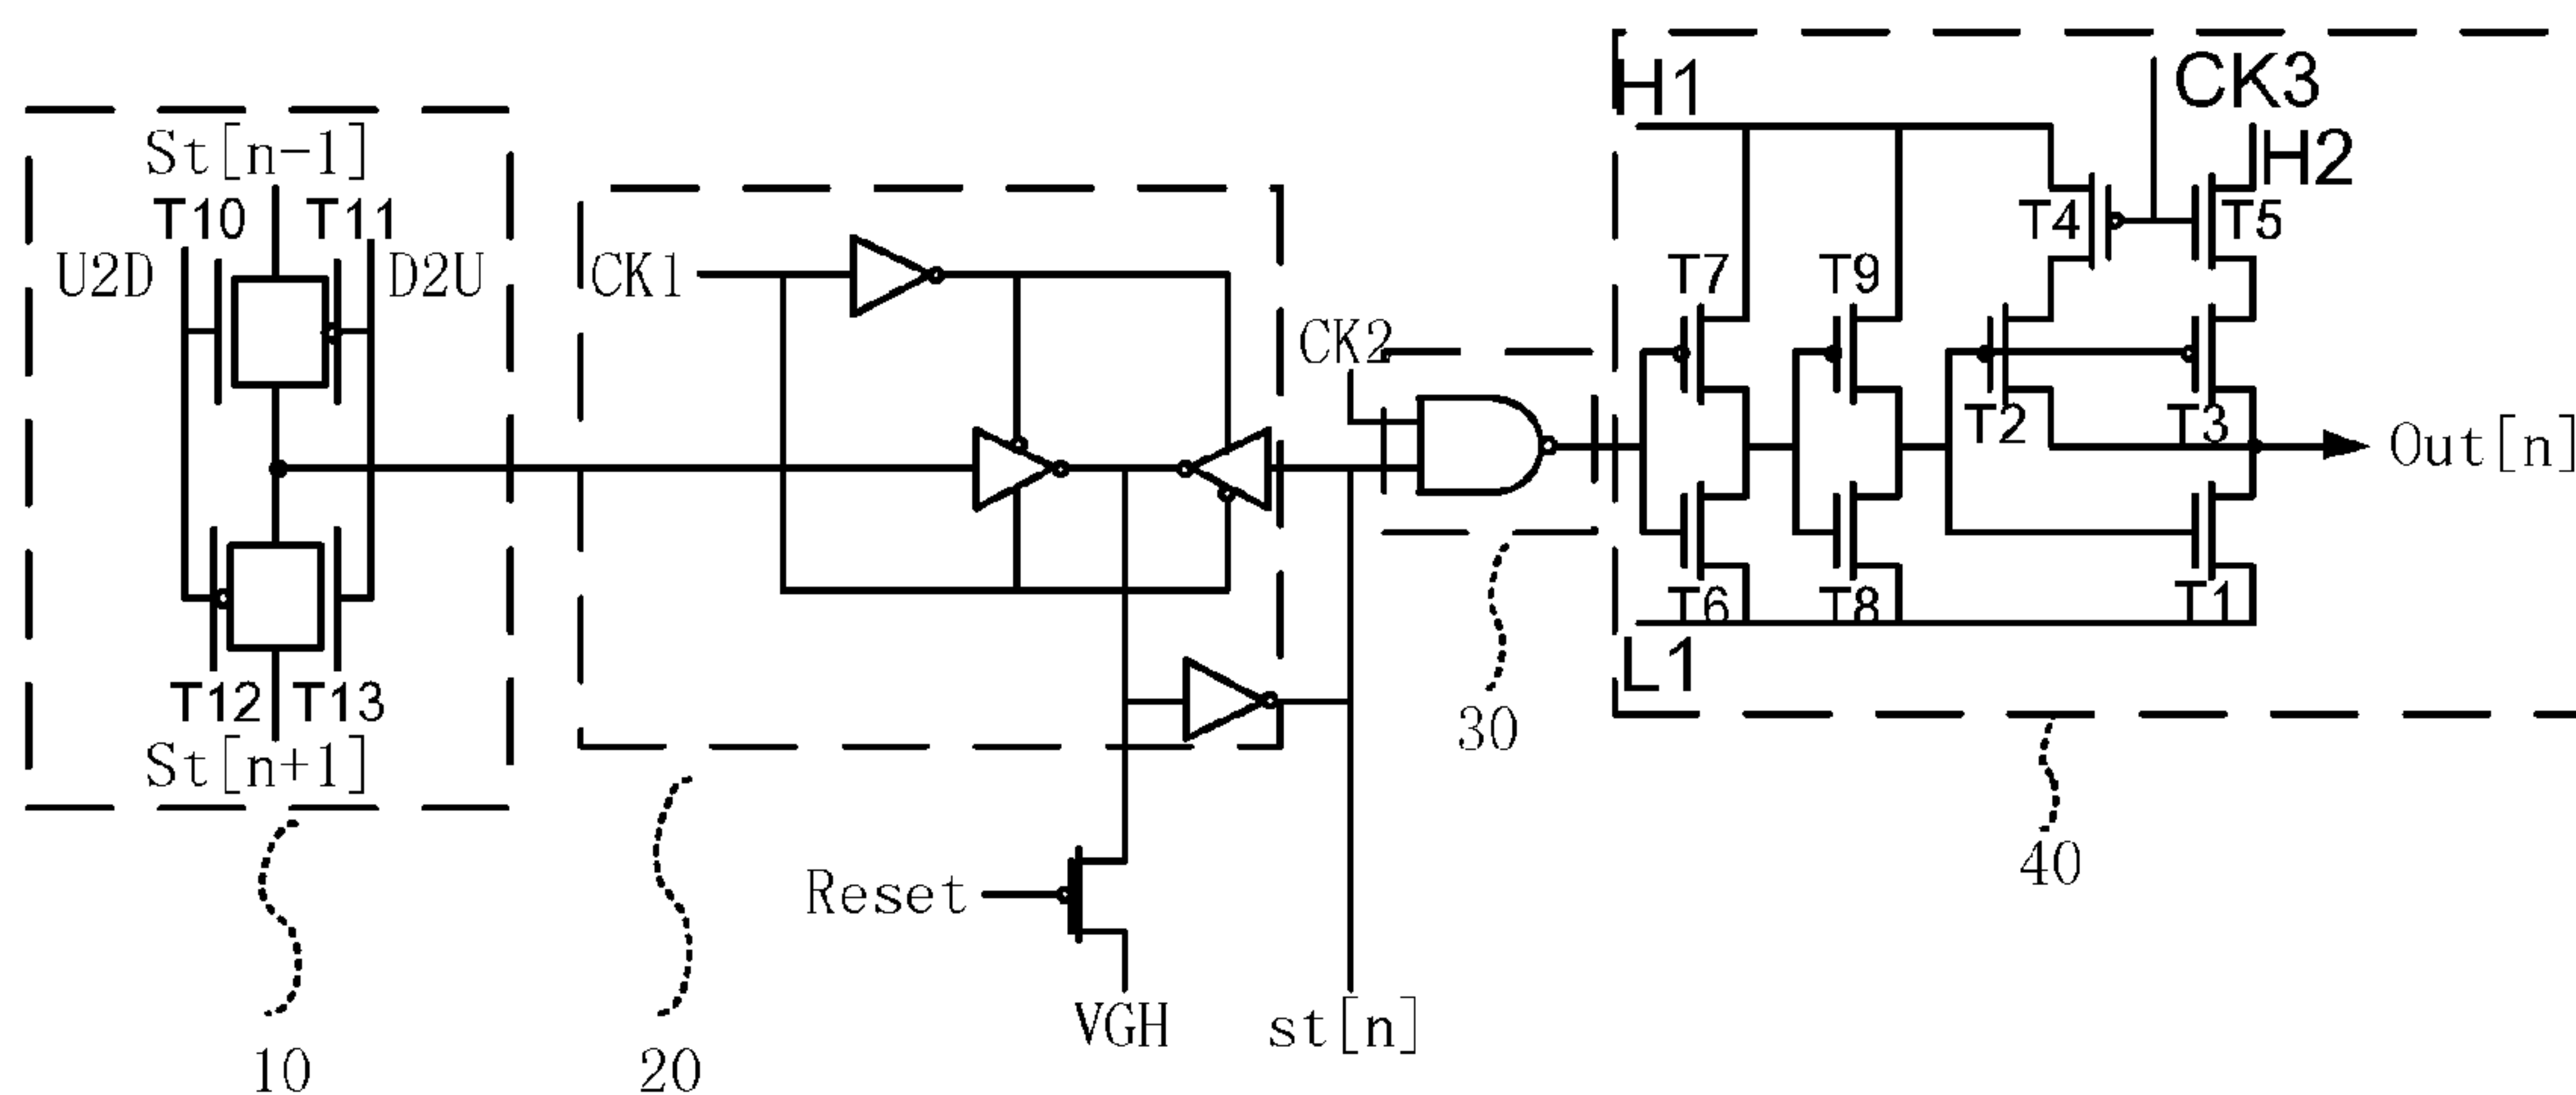 St[n-1]
T10
T11
U2D
D2U
T12
T13
St[n+1]
10
CK1
20
Reset
VGH
st[n]
CK2
30
H1
CK3
H2
T4
T5
T7
T9
T2
T3
Out[n]
T6
T8
T1
L1
40